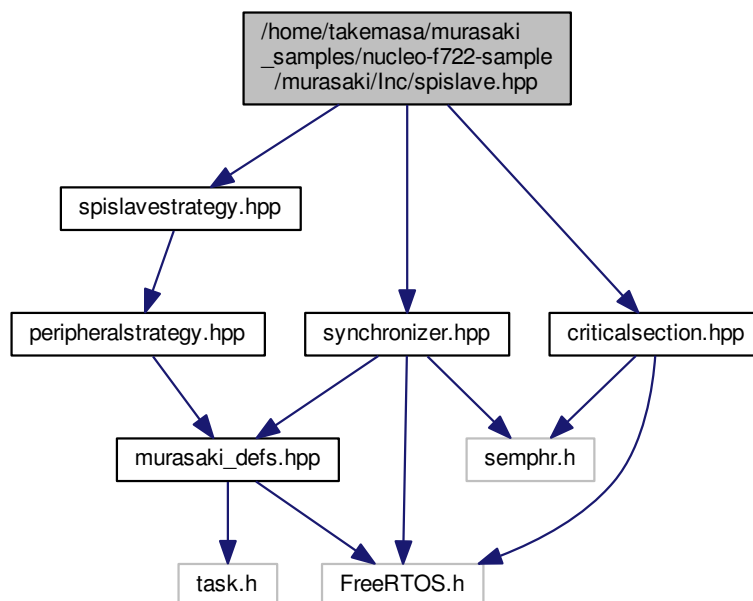 /home/takemasa/murasaki
_samples/nucleo-f722-sample
/murasaki/Inc/spislave.hpp
spislavestrategy.hpp
peripheralstrategy.hpp
synchronizer.hpp
criticalsection.hpp
murasaki_defs.hpp
semphr.h
task.h
FreeRTOS.h